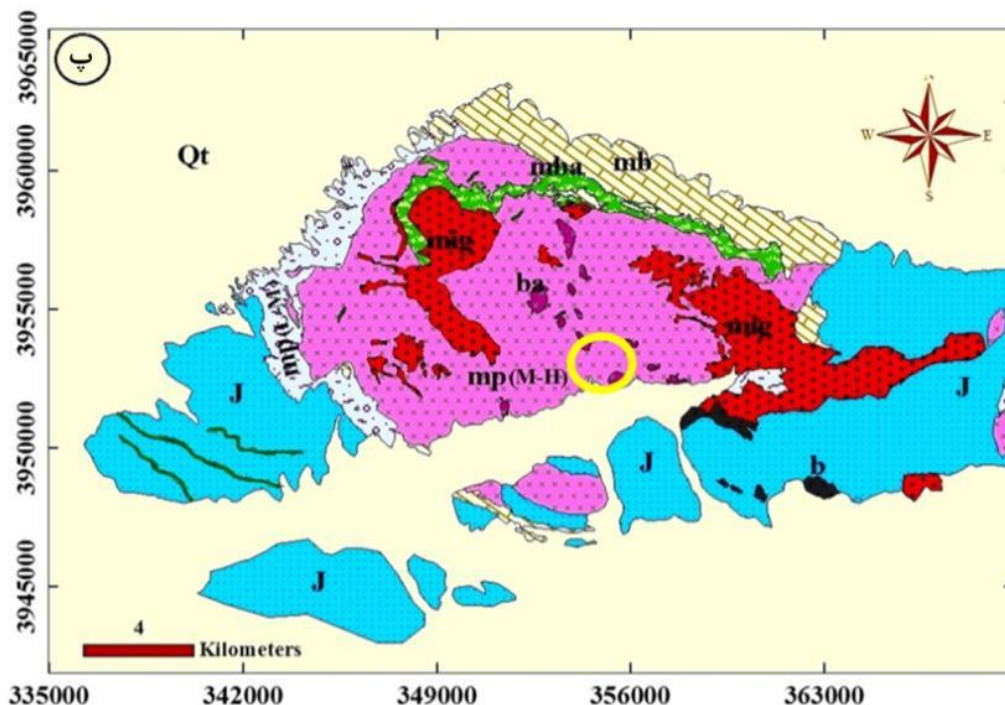 پ
3965000
3960000
3955000
3950000
3945000
Qt
W
E
S
mb
mba
mig
ba
mig
mp(M-H)
J
J
J
b
J
4
Kilometers
335000
342000
349000
356000
363000